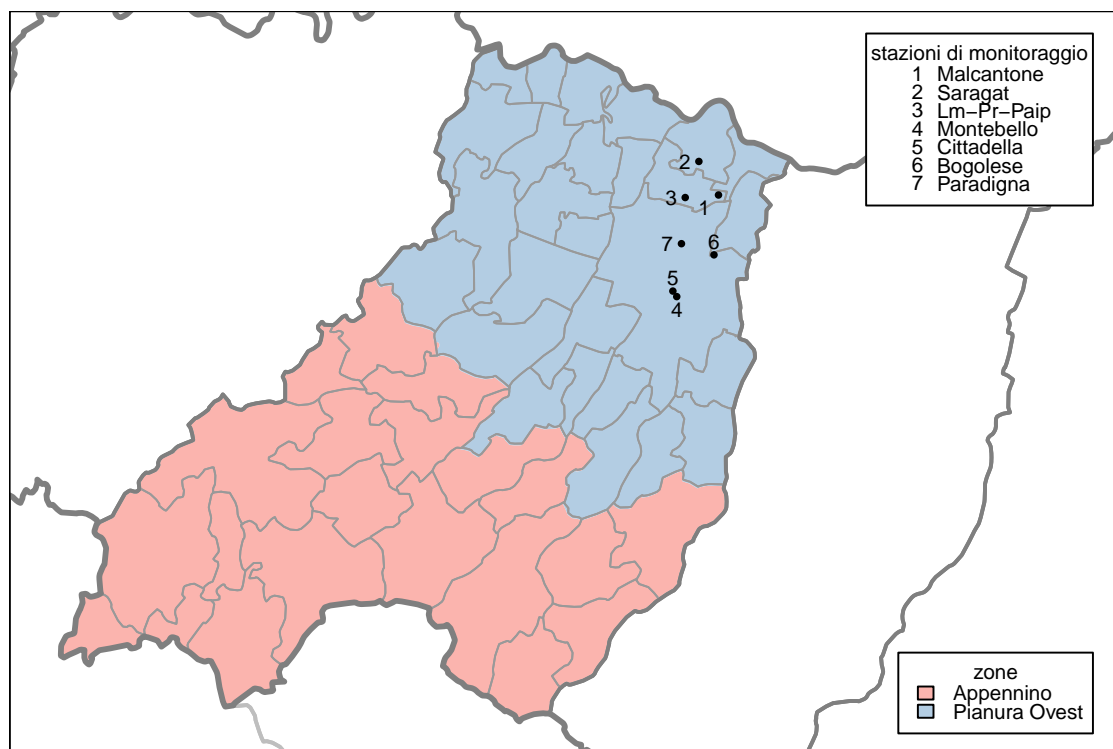 stazioni di monitoraggio
1 Malcantone
2 Saragat
3 Lm−Pr−Paip
4 Montebello
5 Cittadella
6 Bogolese
7 Paradigna
2
3
1
7
6
5
4
zone
Appennino
Pianura Ovest